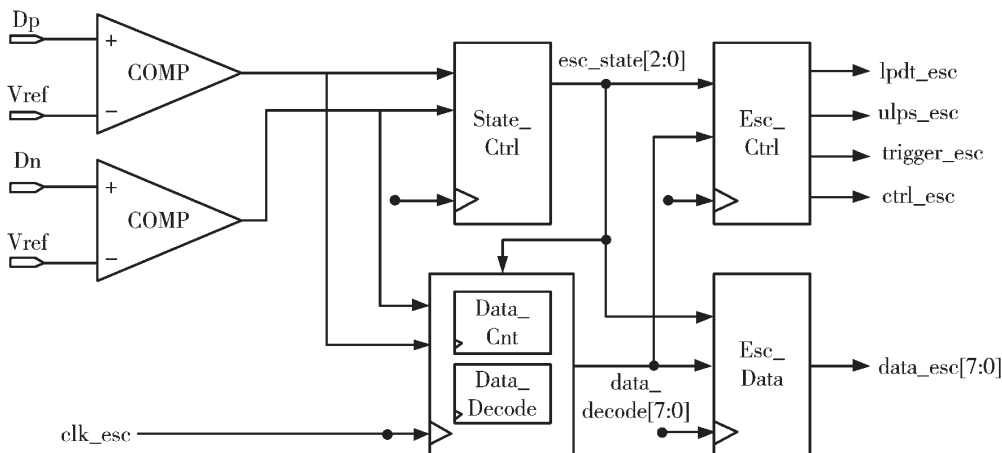 Dp
+
COMP
Vref
−
Dn
+
COMP
Vref
−
State_
Ctrl
esc_state[2:0]
Esc_
Ctrl
lpdt_esc
ulps_esc
trigger_esc
ctrl_esc
Data_
Cnt
Data_
Decode
clk_esc
data_
decode[7:0]
Esc_
Data
data_esc[7:0]